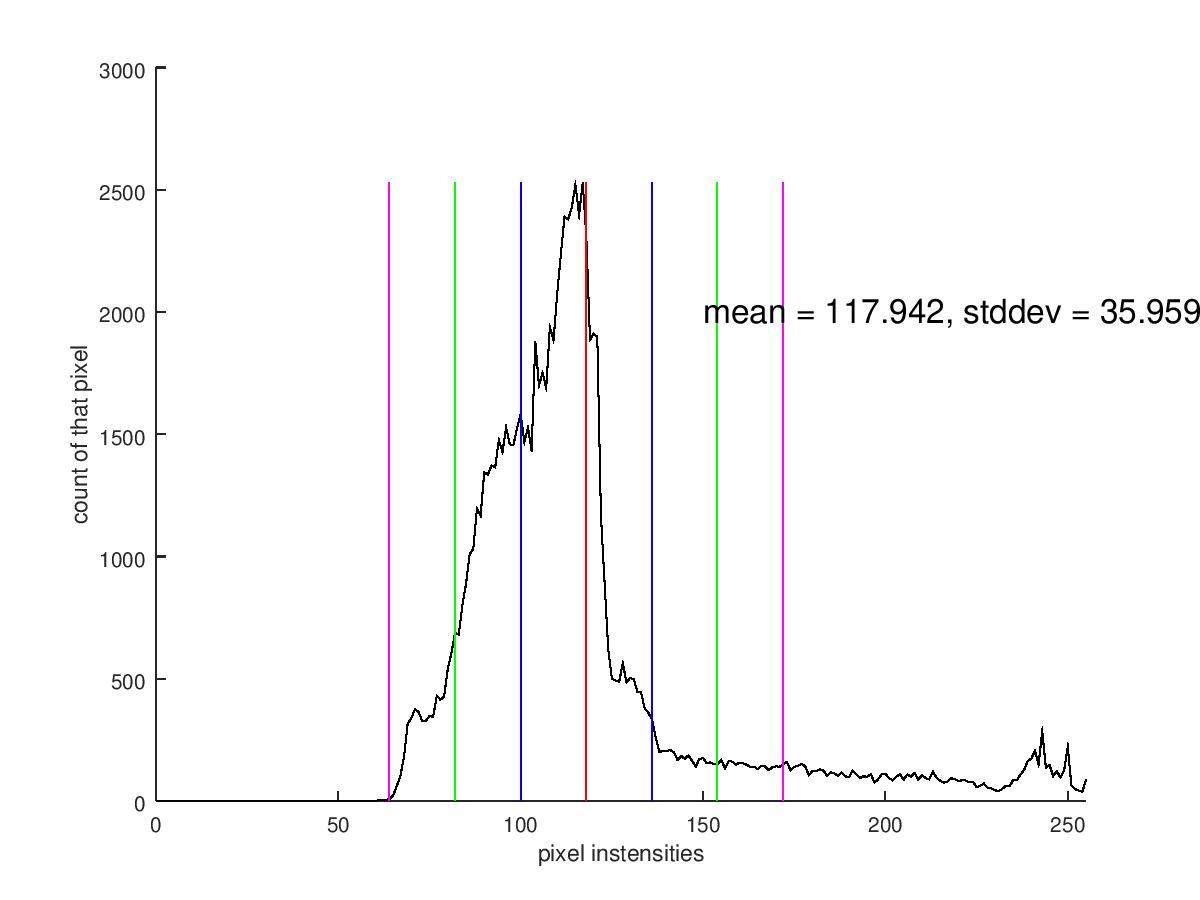 3000
2500
2000
mean = 117.942, stddev = 35.959
1500
count of that pixel
1000
500
0
0 50 100 150 200 250
pixel instensities